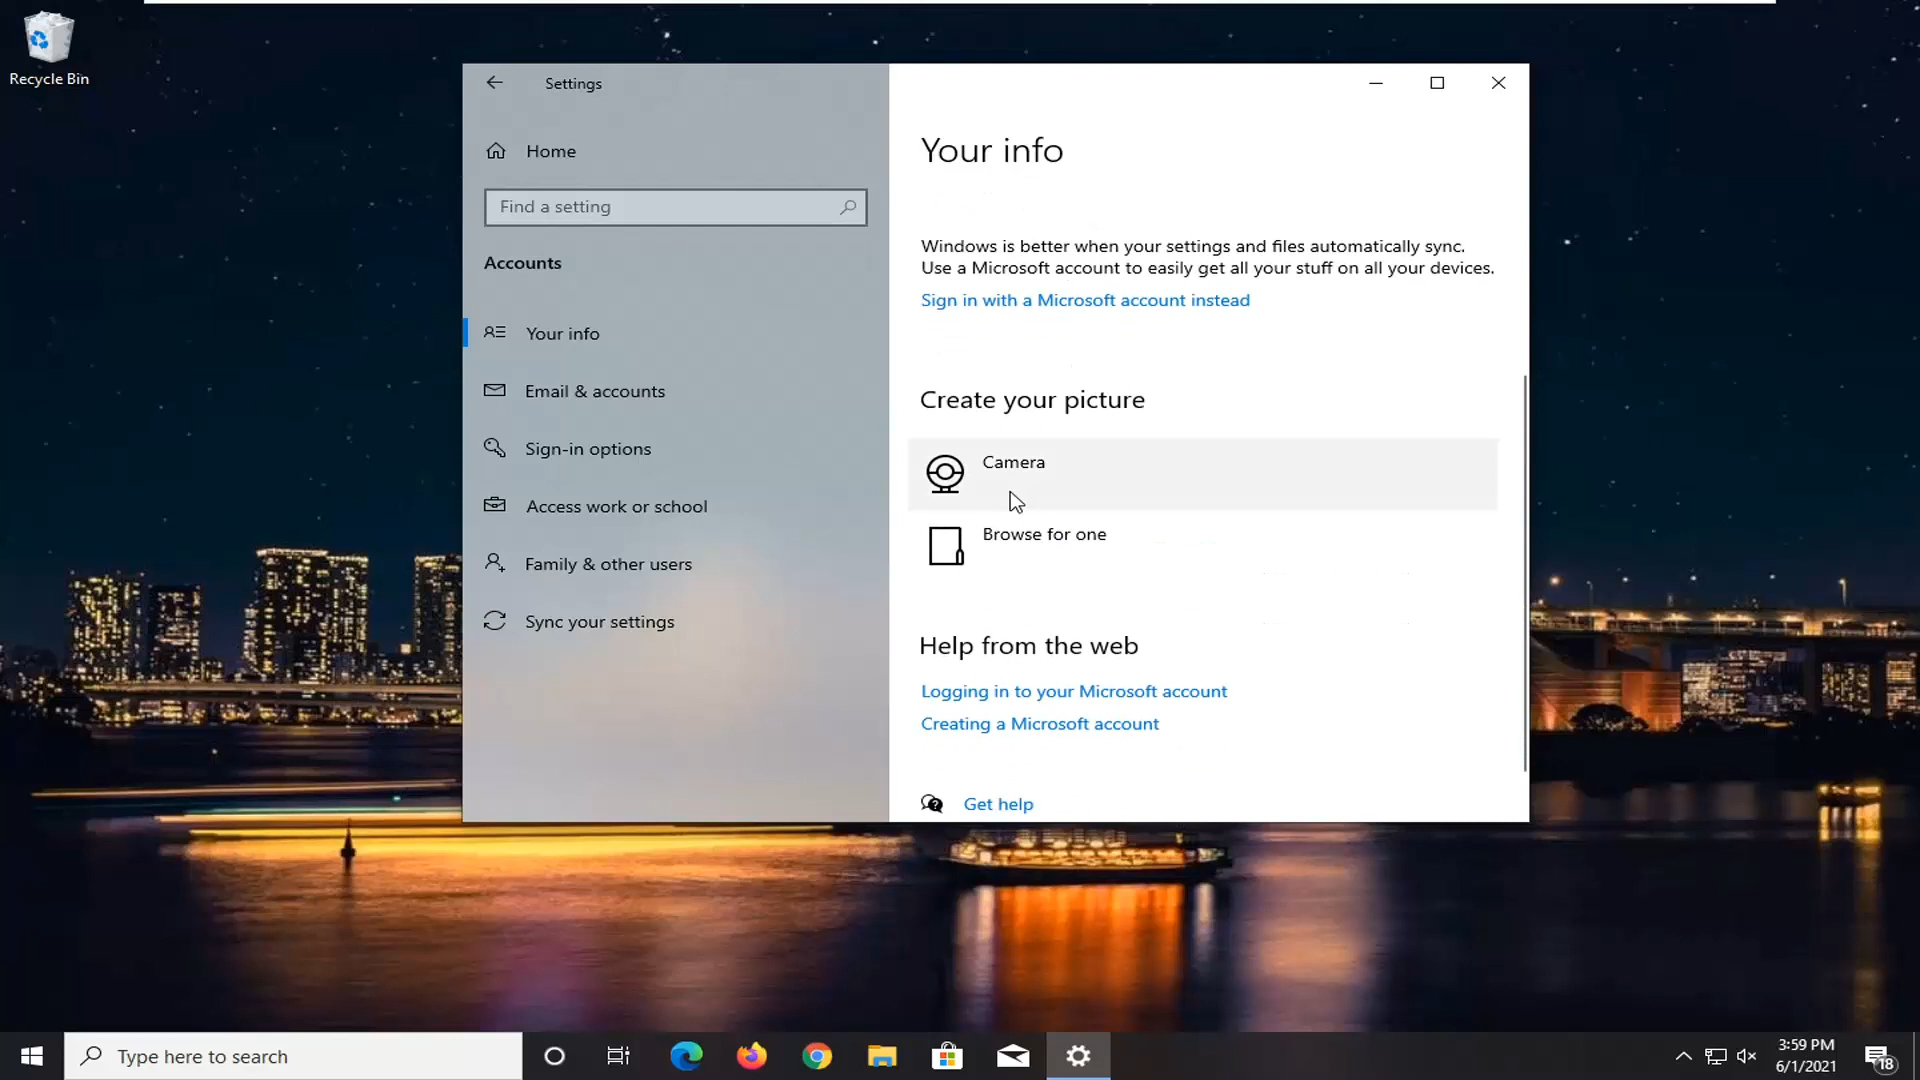 Recycle Bin
Settings
Home
Find a setting
Accounts
Your info
Email & accounts
Sign-in options
Access work or school
Family & other users
Sync your settings
Your info
Windows is better when your settings and files automatically sync.
Use a Microsoft account to easily get all your stuff on all your devices.
Sign in with a Microsoft account instead
Create your picture
Camera
Browse for one
Help from the web
Logging in to your Microsoft account
Creating a Microsoft account
Get help
Type here to search
3:59 PM
6/1/2021
18